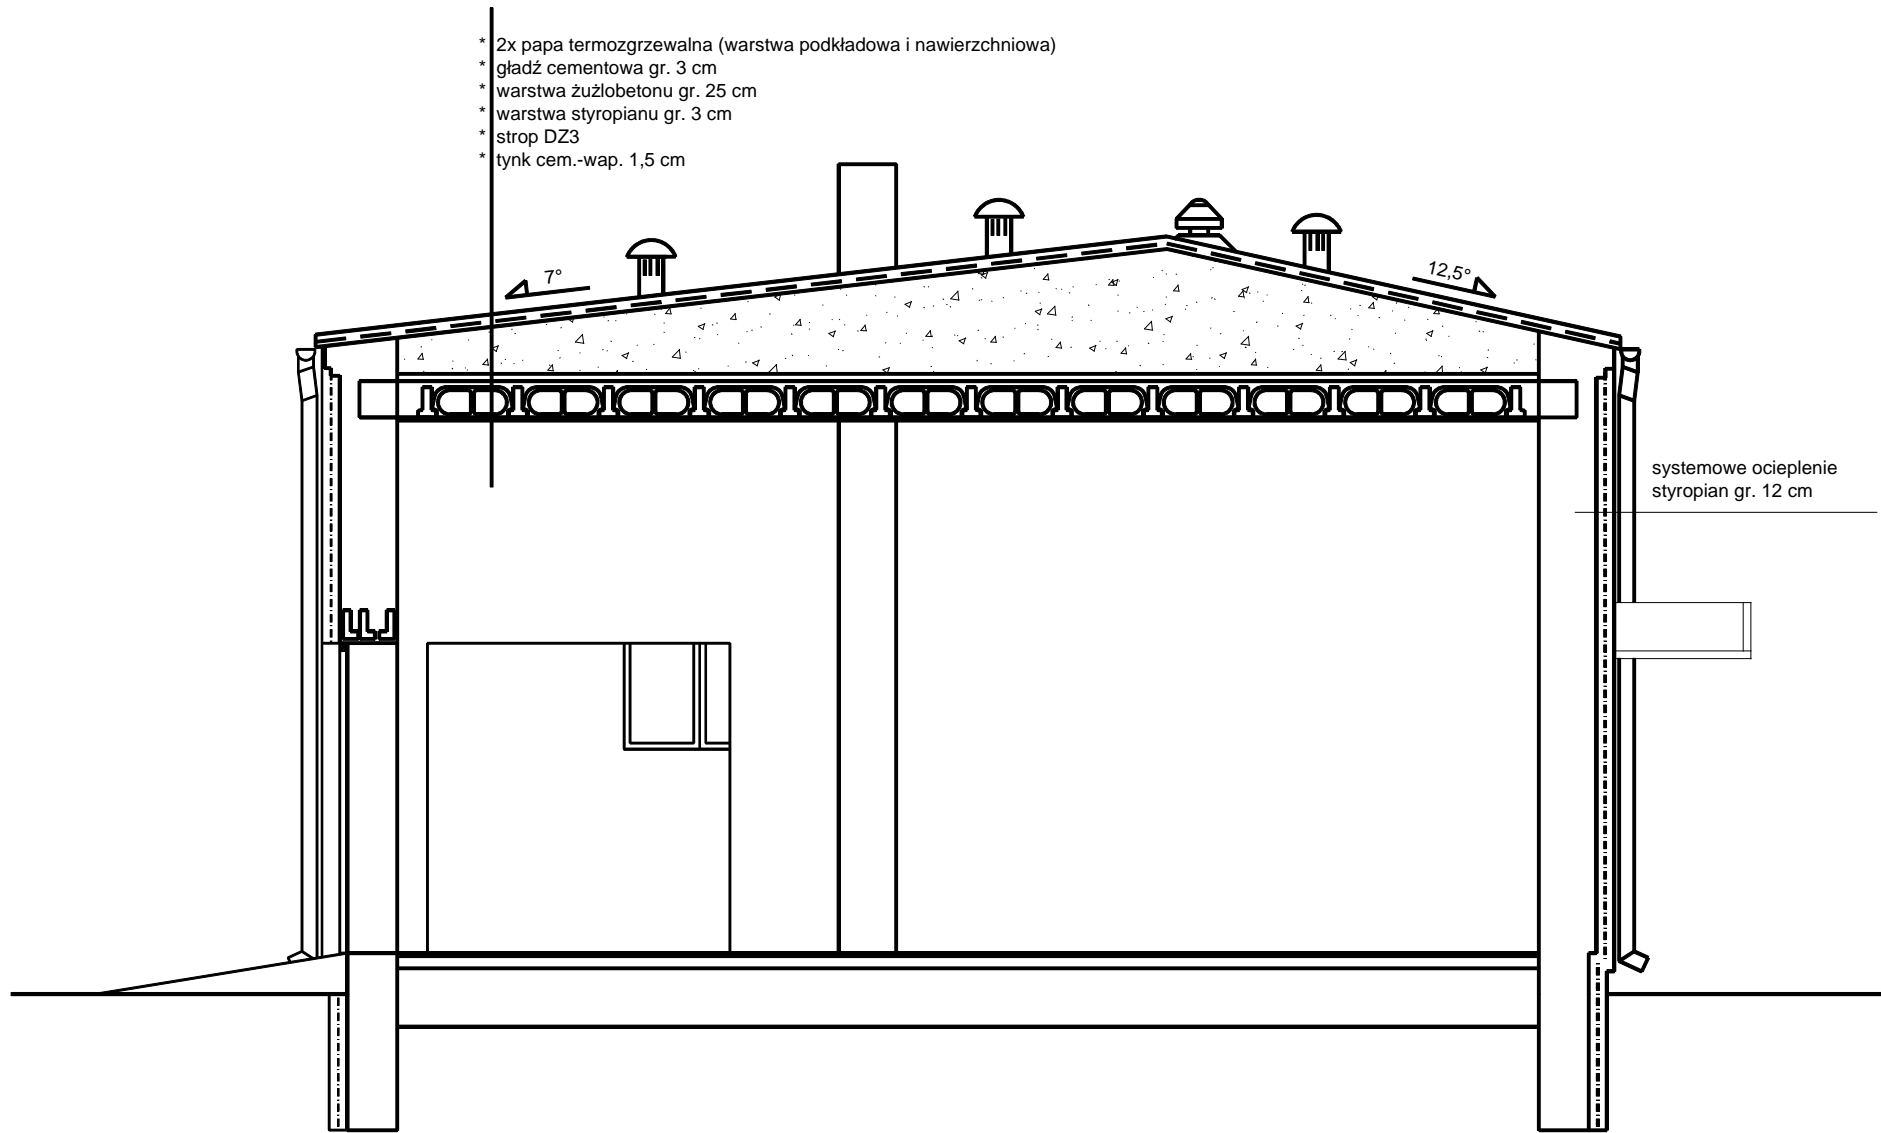 * 2x papa termozgrzewalna (warstwa podkładowa i nawierzchniowa)
* gładź cementowa gr. 3 cm
* warstwa żużlobetonu gr. 25 cm
* warstwa styropianu gr. 3 cm
* strop DZ3
* tynk cem.-wap. 1,5 cm
7°
12,5°
systemowe ocieplenie
styropian gr. 12 cm